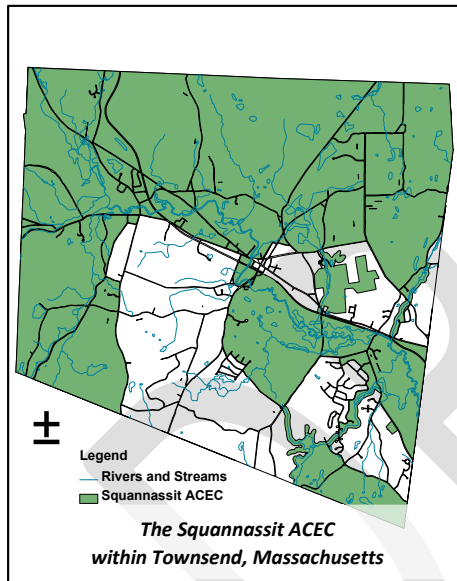 Legend
Rivers and Streams
Squannassit ACEC
The Squannassit ACEC
within Townsend, Massachusetts